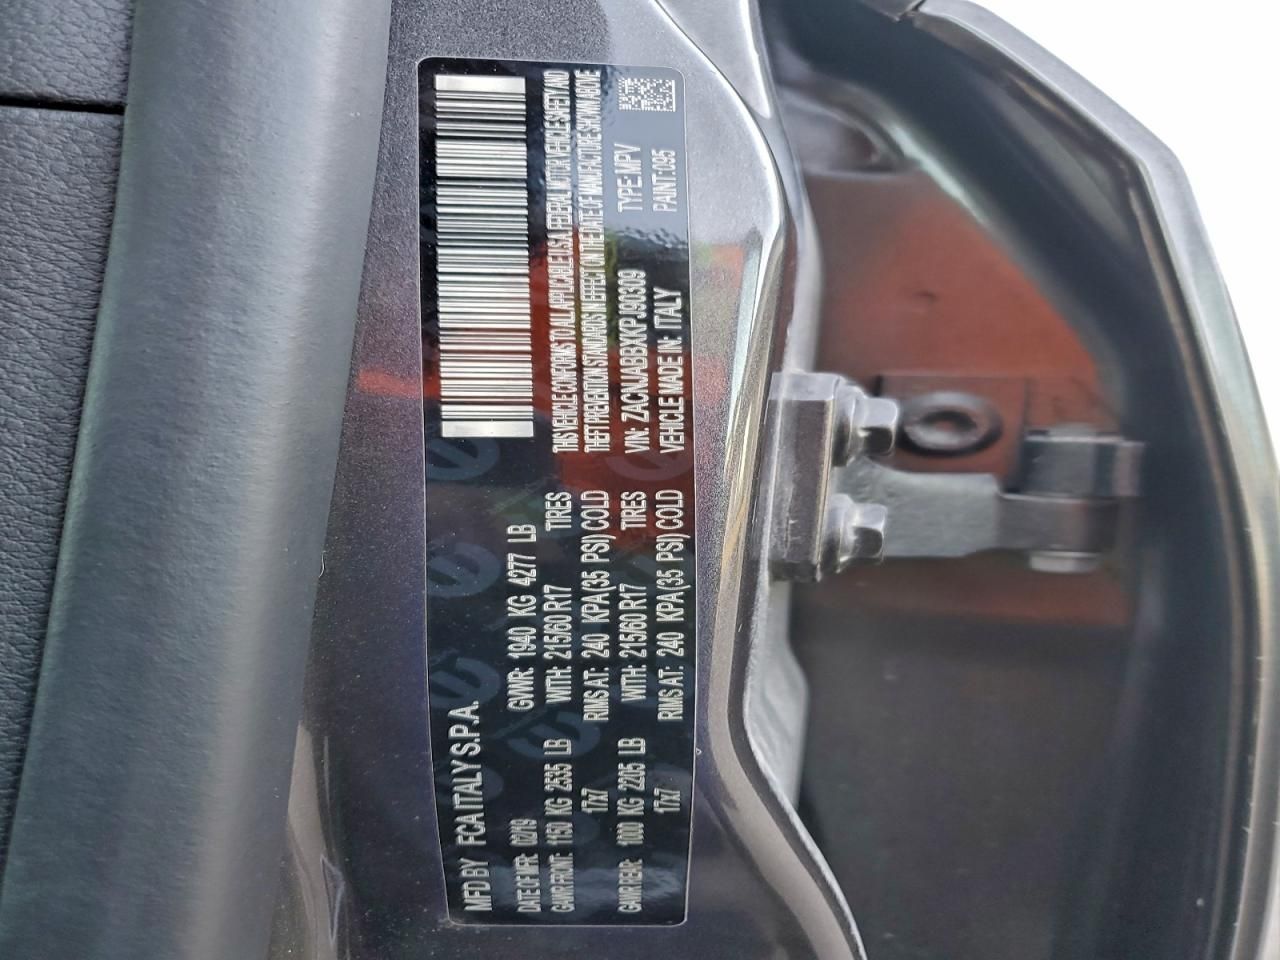 MFD BY FCA ITALY S.P.A.
DATE OF MFR: 02/19 GVWR: 1940 KG 4277 LB
GAWR FRONT: 1150 KG 2535 LB WITH: 215/60 R17 TIRES
17x7 RIMS AT: 240 KPA(35 PSI) COLD
GAWR REAR: 1000 KG 2205 LB WITH: 215/60 R17 TIRES
17x7 RIMS AT: 240 KPA(35 PSI) COLD
THIS VEHICLE CONFORMS TO ALL APPLICABLE U.S.A. FEDERAL MOTOR VEHICLE SAFETY AND
THEFT PREVENTION STANDARDS IN EFFECT ON THE DATE OF MANUFACTURE SHOWN ABOVE
VIN: ZACNJABBXKPJ90309 TYPE: MPV
VEHICLE MADE IN: ITALY PAINT: 095